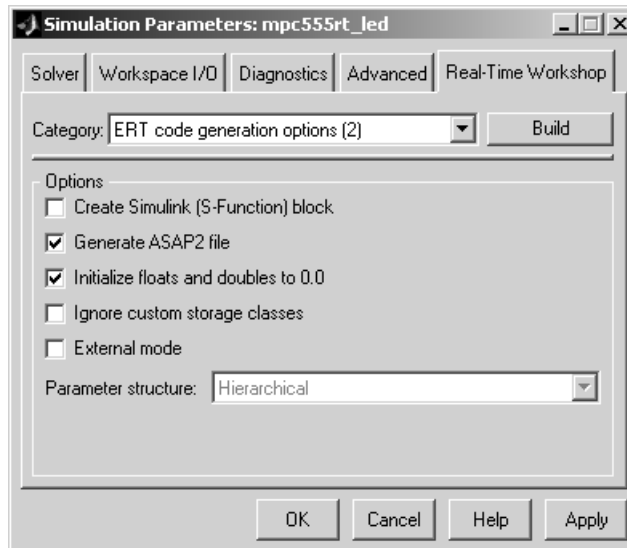 Simulation Parameters: mpc555rt_led
Solver Workspace I/O Diagnostics Advanced Real-Time Workshop
Category: ERT code generation options (2) Build
Options
Create Simulink (S-Function) block
Generate ASAP2 file
Initialize floats and doubles to 0.0
Ignore custom storage classes
External mode
Parameter structure: Hierarchical
OK Cancel Help Apply